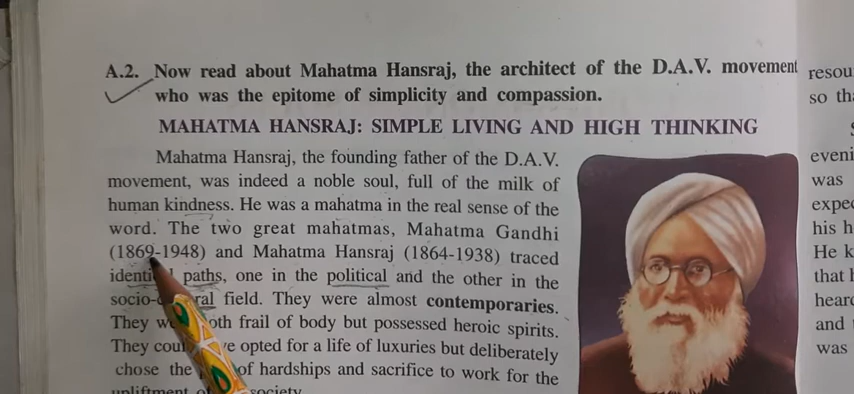 A.2. Now read about Mahatma Hansraj, the architect of the D.A.V. movement
who was the epitome of simplicity and compassion.
MAHATMA HANSRAJ: SIMPLE LIVING AND HIGH THINKING
Mahatma Hansraj, the founding father of the D.A.V.
movement, was indeed a noble soul, full of the milk of
human kindness. He was a mahatma in the real sense of the
word. The two great mahatmas, Mahatma Gandhi
(1869-1948) and Mahatma Hansraj (1864-1938) traced
paths, one in the political and the other in the
field. They were almost contemporaries.
They frail of body but possessed heroic spirits.
They opted for a life of luxuries but deliberately
chose the of hardships and sacrifice to work for the
society
resou
so tha
eveni
was
expec
his h
He k
that h
heard
and
was